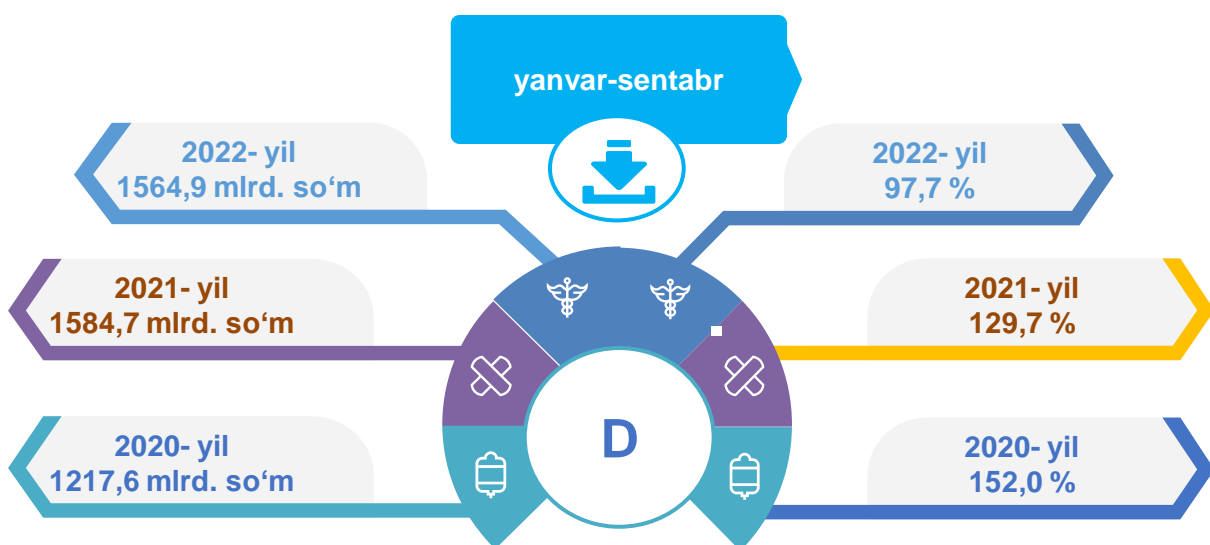 yanvar-sentabr
2022- yil
1564,9 mlrd. so‘m
2022- yil
97,7 %
2021- yil
1584,7 mlrd. so‘m
2021- yil
129,7 %
2020- yil
1217,6 mlrd. so‘m
D
2020- yil
152,0 %